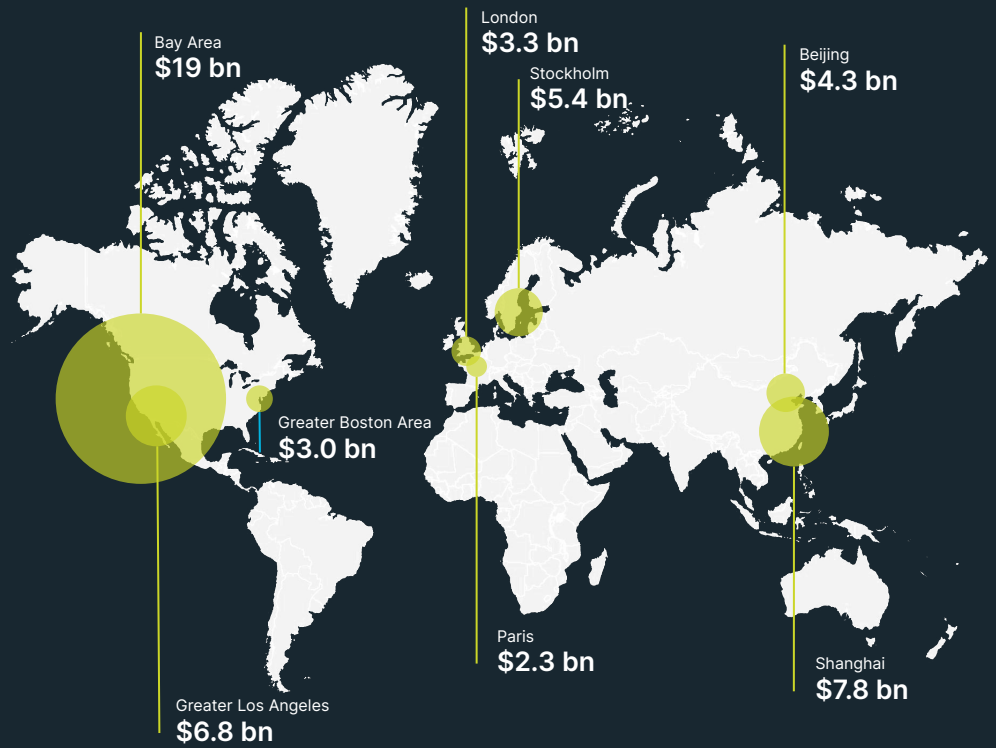 London
$3.3 bn
Bay Area
$19 bn
Beijing
$4.3 bn
Stockholm
$5.4 bn
Greater Boston Area
$3.0 bn
Paris
$2.3 bn
Shanghai
$7.8 bn
Greater Los Angeles
$6.8 bn